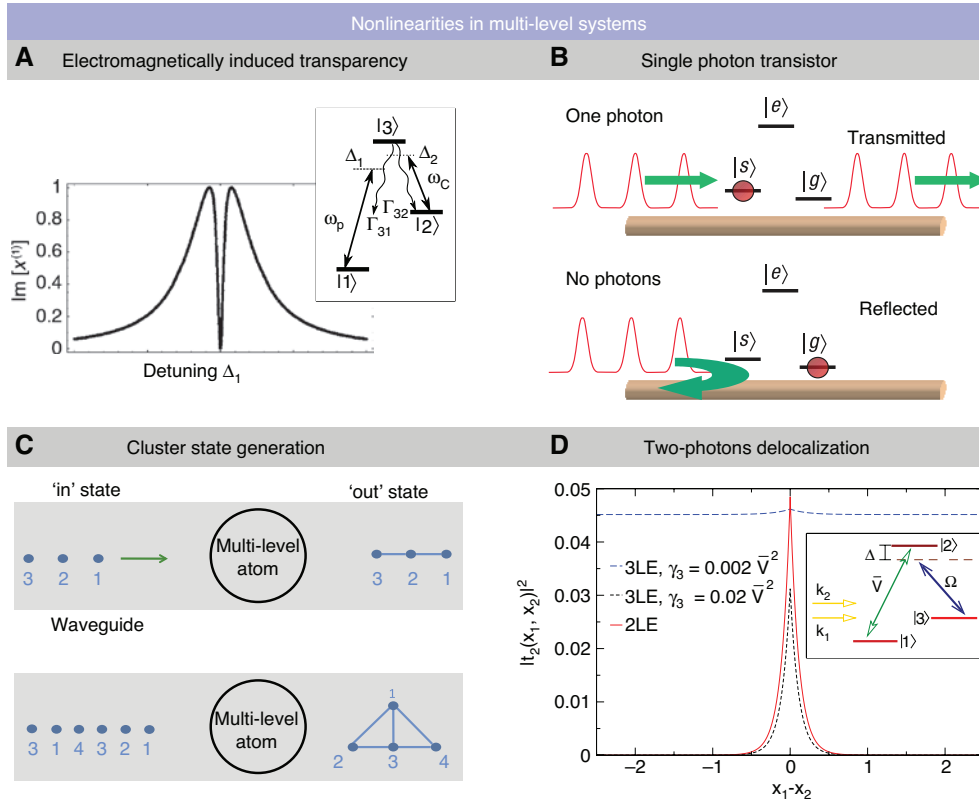 Nonlinearities in multi-level systems
A Electromagnetically induced transparency
Im [x⁽¹⁾]
1
0.8
0.6
0.4
0.2
0
Detuning Δ₁
|3⟩
Δ₁
Δ₂
ω_C
ω_p
Γ₃₁
Γ₃₂
|2⟩
|1⟩
B Single photon transistor
One photon
|e⟩
Transmitted
|s⟩
|g⟩
No photons
|e⟩
Reflected
|s⟩
|g⟩
C Cluster state generation
'in' state
'out' state
Multi-level
atom
3 2 1
3 2 1
Waveguide
Multi-level
atom
3 1 4 3 2 1
1
2 3 4
D Two-photons delocalization
|t₂(x₁, x₂)|²
0.05
0.04
0.03
0.02
0.01
0
−2 −1 0 1 2
x₁-x₂
3LE, γ₃ = 0.002 V̄²
3LE, γ₃ = 0.02 V̄²
2LE
Δ
|2⟩
V̄
Ω
k₂
k₁
|3⟩
|1⟩